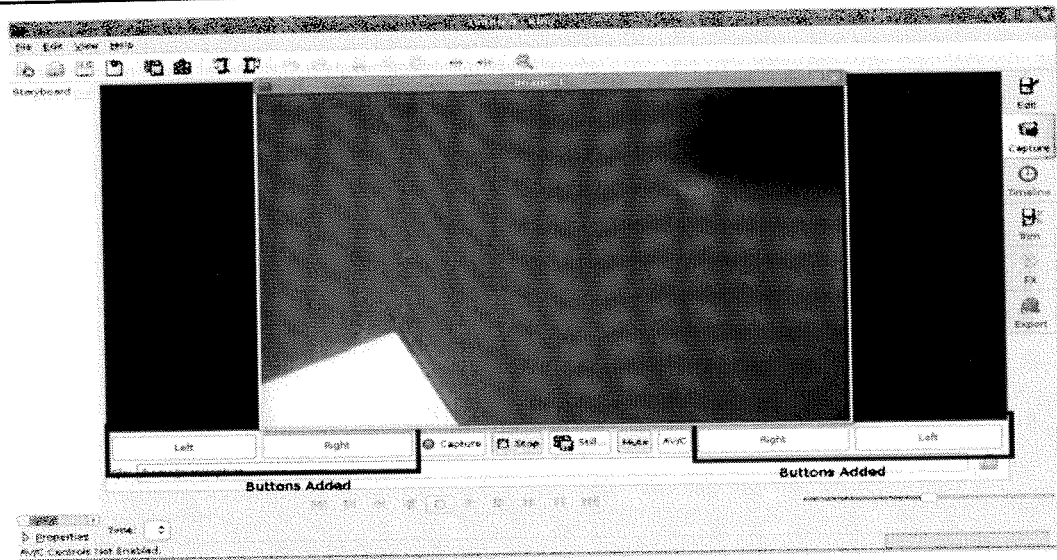 File Edit View Help
Storyboard
Edit
Capture
Timeline
Trim
FX
Export
Left Right Capture Stop Still... Mute AV/C Right Left
Buttons Added Buttons Added
Properties Time:
AV/C Controls Not Enabled.